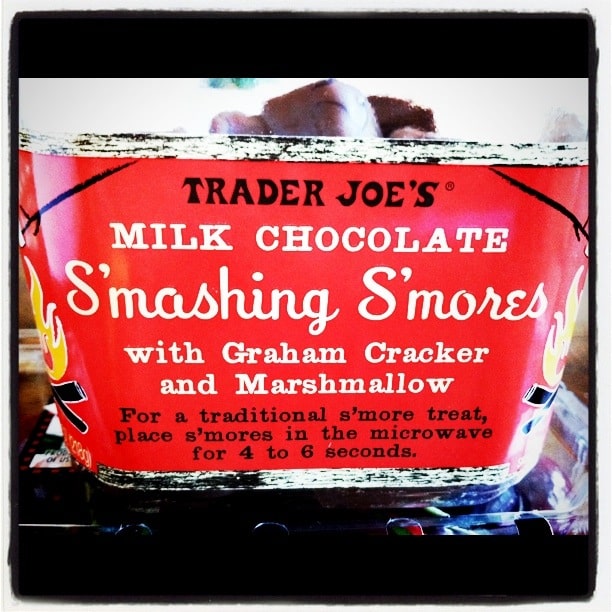 TRADER JOE'S®
MILK CHOCOLATE
S'mashing S'mores
with Graham Cracker
and Marshmallow
For a traditional s'more treat,
place s'mores in the microwave
for 4 to 6 seconds.